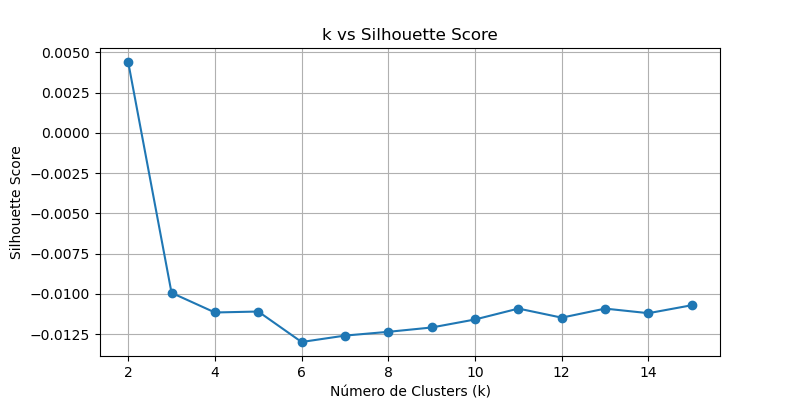 k vs Silhouette Score
0.0050
0.0025
0.0000
−0.0025
−0.0050
−0.0075
−0.0100
−0.0125
Silhouette Score
2 4 6 8 10 12 14
Número de Clusters (k)